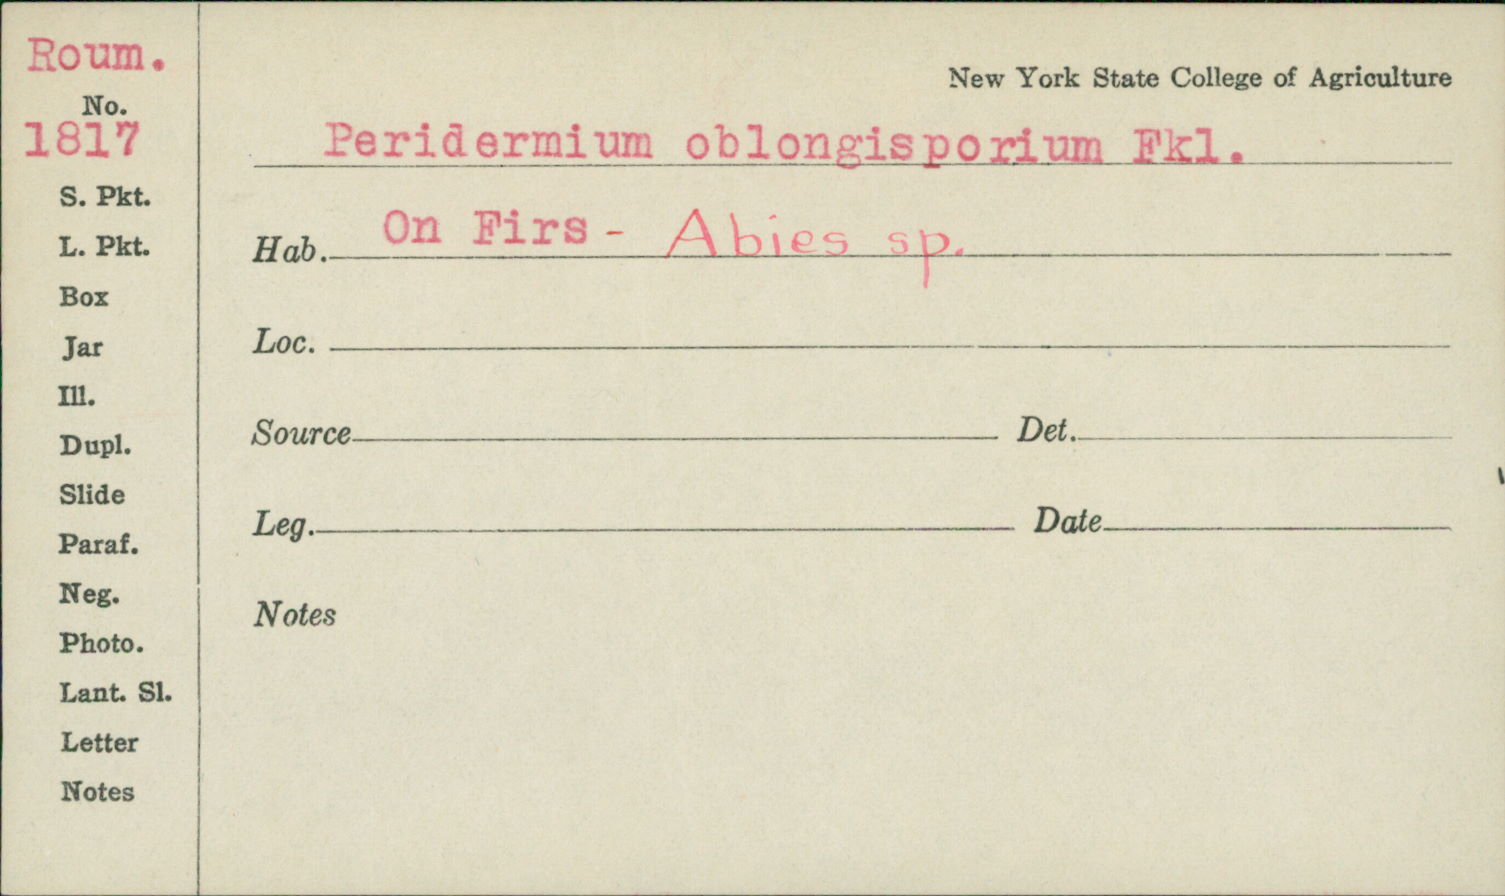 Roum.
No.
1817
S. Pkt.
L. Pkt.
Box
Jar
Ill.
Dupl.
Slide
Paraf.
Neg.
Photo.
Lant. Sl.
Letter
Notes
New York State College of Agriculture
Peridermium oblongisporium Fkl.
Hab. On Firs - Abies sp.
Loc.
Source Det.
Leg. Date
Notes